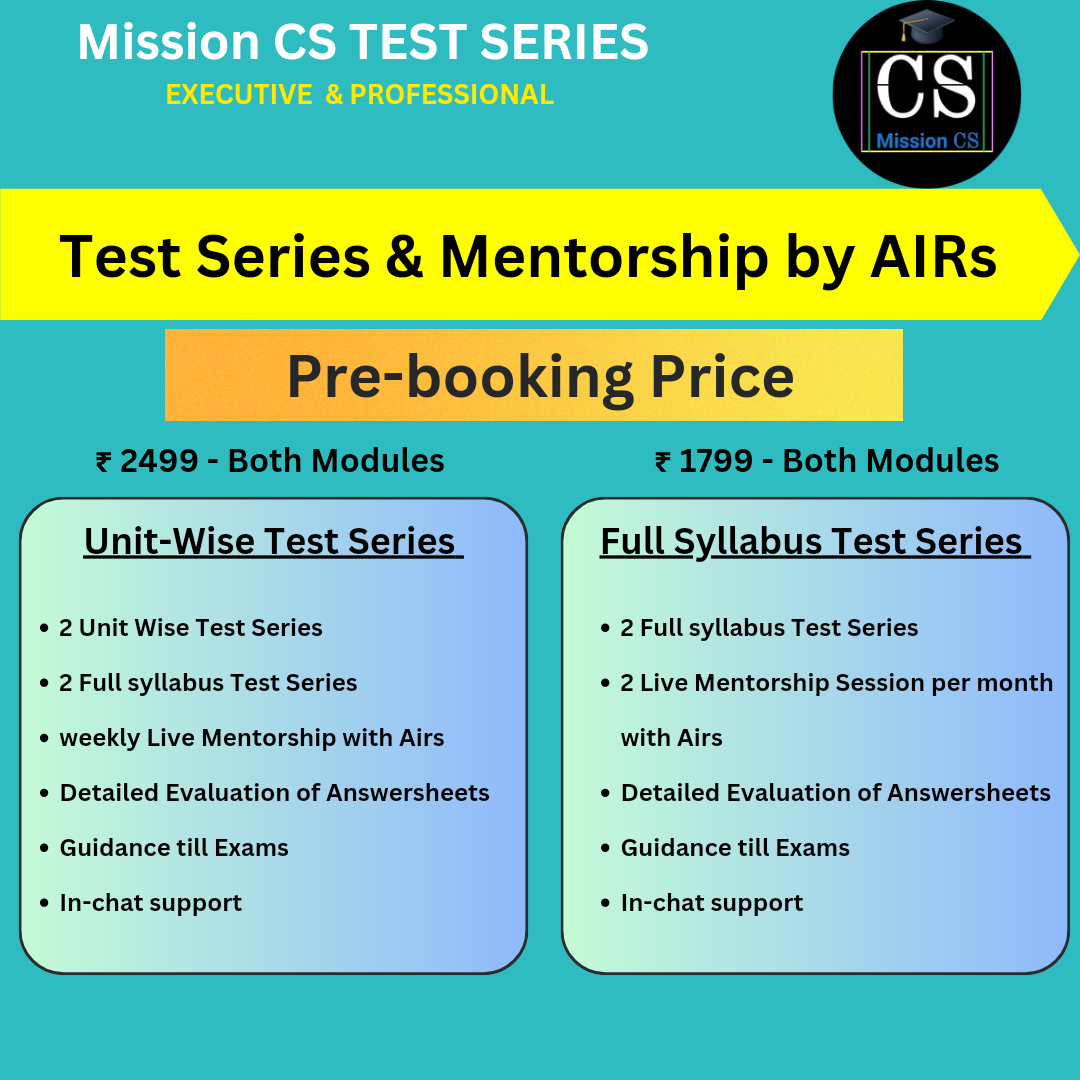 Mission CS TEST SERIES
EXECUTIVE & PROFESSIONAL
CS
Mission CS
Test Series & Mentorship by AIRs
Pre-booking Price
₹ 2499 - Both Modules
Unit-Wise Test Series
• 2 Unit Wise Test Series
• 2 Full syllabus Test Series
• weekly Live Mentorship with Airs
• Detailed Evaluation of Answersheets
• Guidance till Exams
• In-chat support
₹ 1799 - Both Modules
Full Syllabus Test Series
• 2 Full syllabus Test Series
• 2 Live Mentorship Session per month
with Airs
• Detailed Evaluation of Answersheets
• Guidance till Exams
• In-chat support